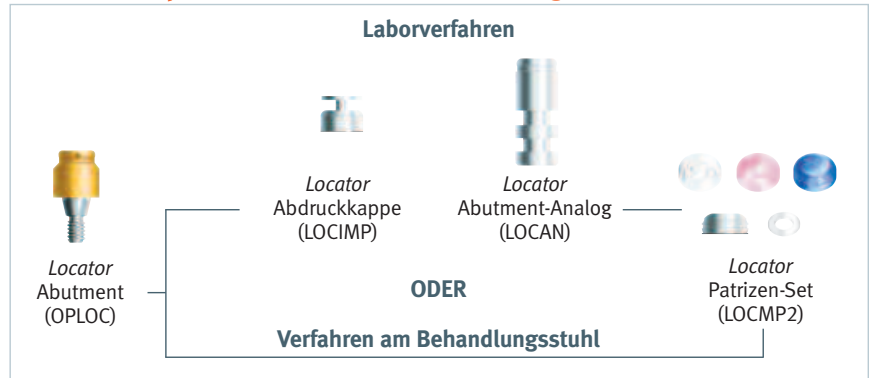 Laborverfahren
Locator
Abdruckkappe
(LOCIMP)
Locator
Abutment-Analog
(LOCAN)
Locator
Abutment
(OPLOC)
Locator
Patrizen-Set
(LOCMP2)
ODER
Verfahren am Behandlungsstuhl